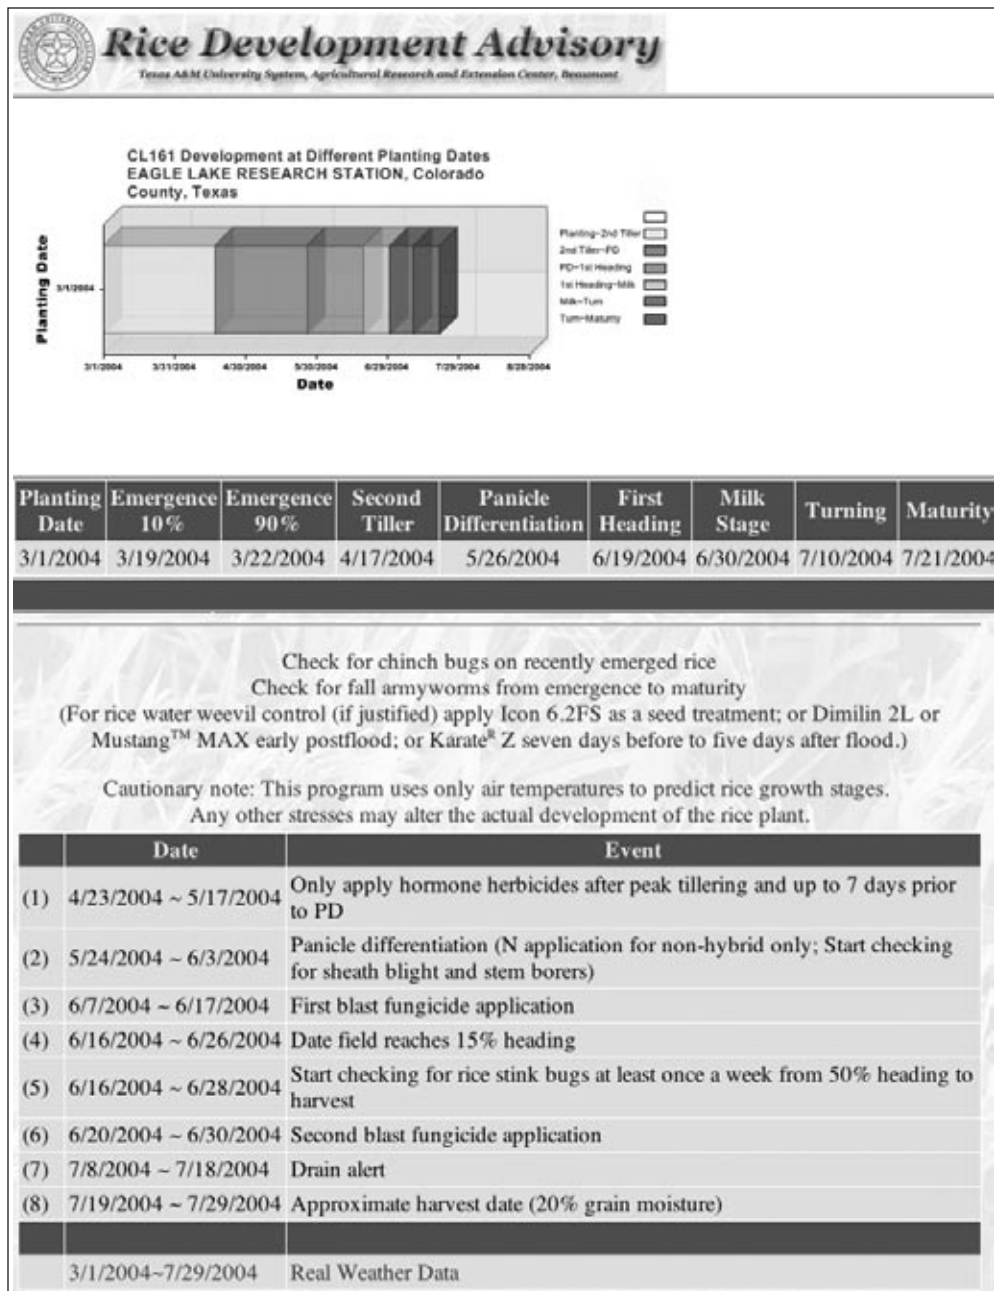 Rice Development Advisory
Texas A&M University System, Agricultural Research and Extension Center, Beaumont
CL161 Development at Different Planting Dates
EAGLE LAKE RESEARCH STATION, Colorado
County, Texas
Planting Date
3/1/2004
Planting-2nd Tiller
2nd Tiller-PD
PD-1st Heading
1st Heading-Milk
Milk-Turn
Turn-Maturity
3/1/2004 3/31/2004 4/30/2004 5/30/2004 6/29/2004 7/29/2004 8/28/2004
Date
Planting Emergence Emergence Second Panicle First Milk Turning Maturity
Date 10% 90% Tiller Differentiation Heading Stage
3/1/2004 3/19/2004 3/22/2004 4/17/2004 5/26/2004 6/19/2004 6/30/2004 7/10/2004 7/21/2004
Check for chinch bugs on recently emerged rice
Check for fall armyworms from emergence to maturity
(For rice water weevil control (if justified) apply Icon 6.2FS as a seed treatment; or Dimilin 2L or
Mustang™ MAX early postflood; or Karate® Z seven days before to five days after flood.)
Cautionary note: This program uses only air temperatures to predict rice growth stages.
Any other stresses may alter the actual development of the rice plant.
Date Event
(1) 4/23/2004 ~ 5/17/2004 Only apply hormone herbicides after peak tillering and up to 7 days prior
to PD
(2) 5/24/2004 ~ 6/3/2004 Panicle differentiation (N application for non-hybrid only; Start checking
for sheath blight and stem borers)
(3) 6/7/2004 ~ 6/17/2004 First blast fungicide application
(4) 6/16/2004 ~ 6/26/2004 Date field reaches 15% heading
(5) 6/16/2004 ~ 6/28/2004 Start checking for rice stink bugs at least once a week from 50% heading to
harvest
(6) 6/20/2004 ~ 6/30/2004 Second blast fungicide application
(7) 7/8/2004 ~ 7/18/2004 Drain alert
(8) 7/19/2004 ~ 7/29/2004 Approximate harvest date (20% grain moisture)
3/1/2004~7/29/2004 Real Weather Data